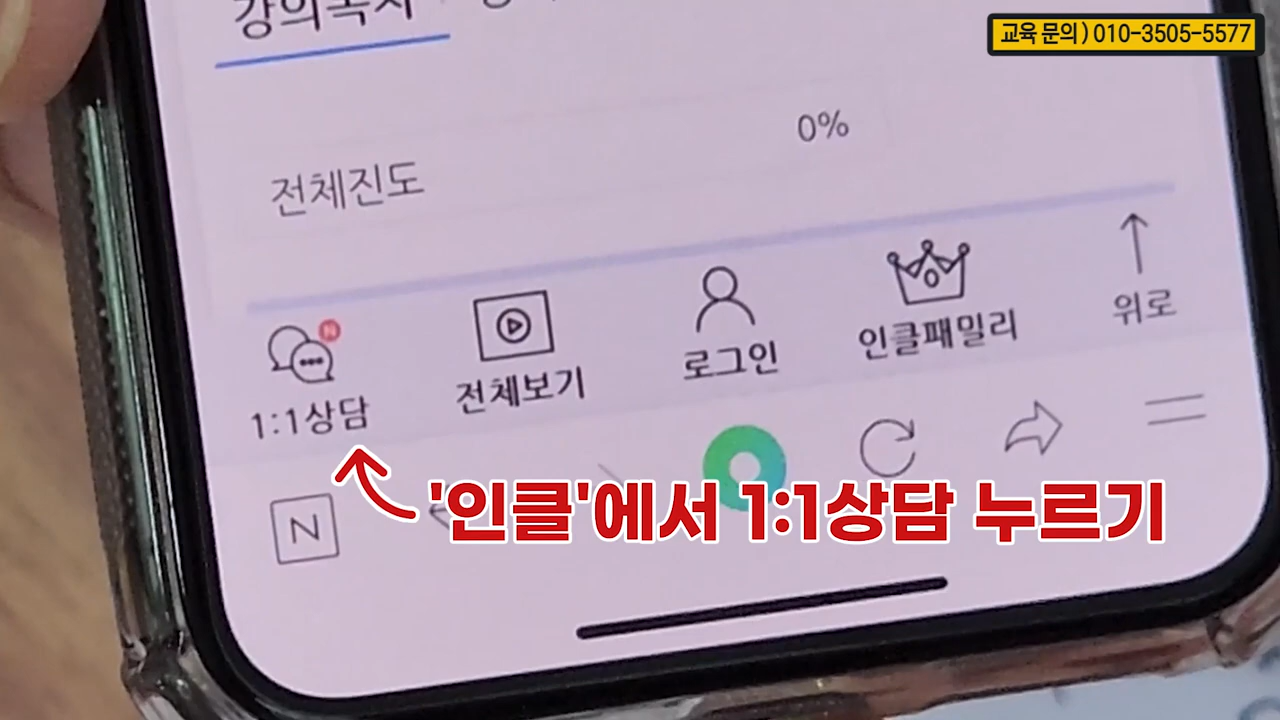 교육 문의) 010-3505-5577
0%
전체진도
1:1상담
전체보기
로그인
인클패밀리
위로
'인클'에서 1:1상담 누르기
N